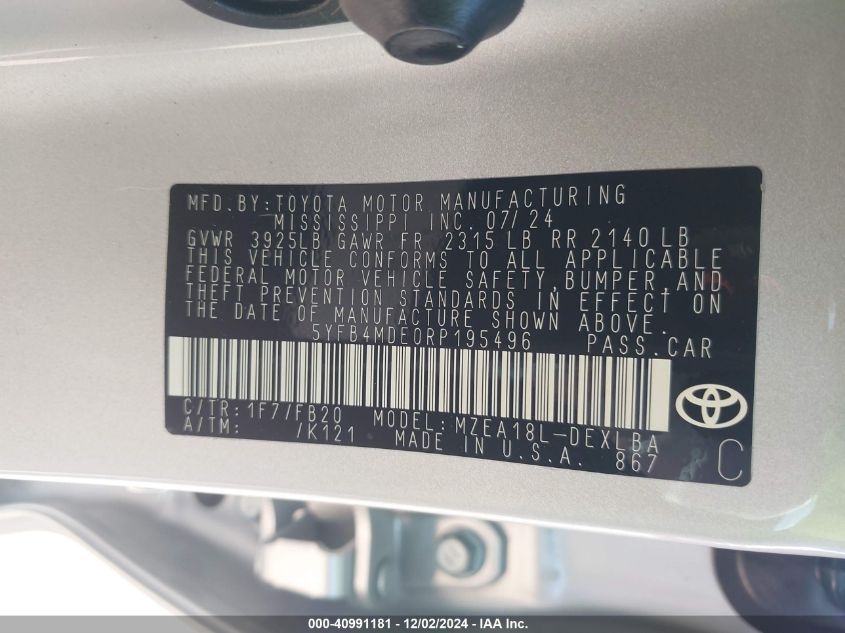 MFD.BY:TOYOTA MOTOR MANUFACTURING
MISSISSIPPI INC. 07/24
GVWR 3925LB GAWR FR 2315 LB RR 2140 LB
THIS VEHICLE CONFORMS TO ALL APPLICABLE
FEDERAL MOTOR VEHICLE SAFETY, BUMPER, AND
THEFT PREVENTION STANDARDS IN EFFECT ON
THE DATE OF MANUFACTURE SHOWN ABOVE.
5YFB4MDE0RP195496 PASS.CAR
C/TR: 1F7/FB20 MODEL: MZEA18L-DEXLBA
A/TM: /K121 MADE IN U.S.A. 867
C
000-40991181 - 12/02/2024 - IAA Inc.